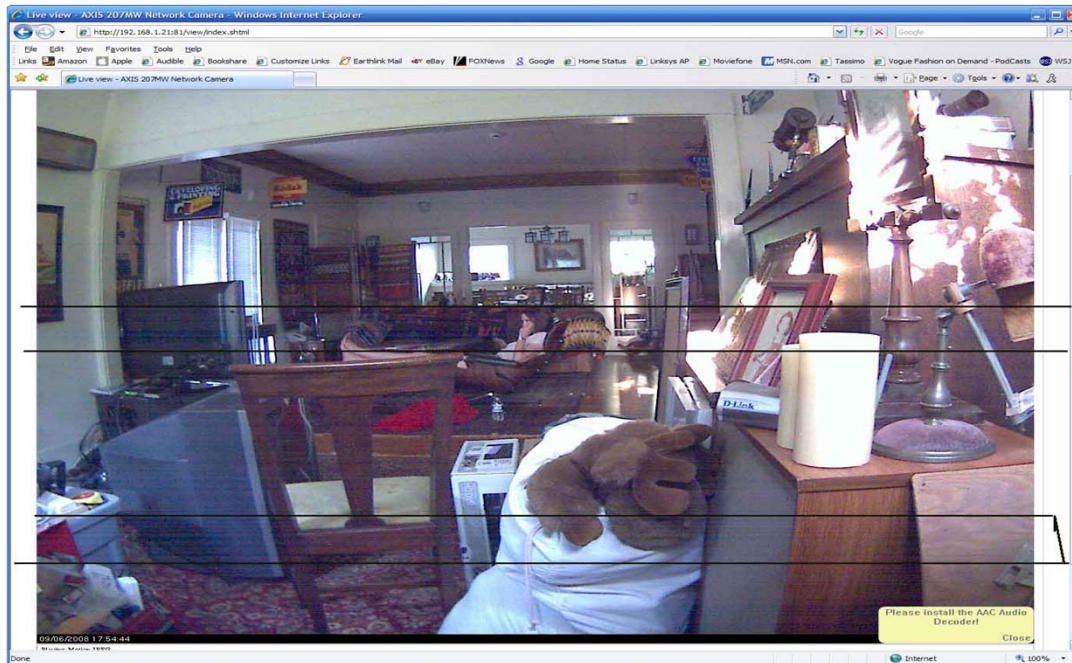 Live view - AXIS 207MW Network Camera - Windows Internet Explorer
http://192.168.1.21:81/view/index.shtml
Google
File Edit View Favorites Tools Help
Links Amazon Apple Audible Bookshare Customize Links Earthlink Mail eBay FOXNews Google Home Status Linksys AP Moviefone MSN.com Tassimo Vogue Fashion on Demand - PodCasts WSJ
Live view - AXIS 207MW Network Camera
Page Tools
DEVELOPING
& PRINTING
Kodak
D-Link
Please install the AAC Audio
Decoder!
Close
09/06/2008 17:54:44
Done
Internet
100%